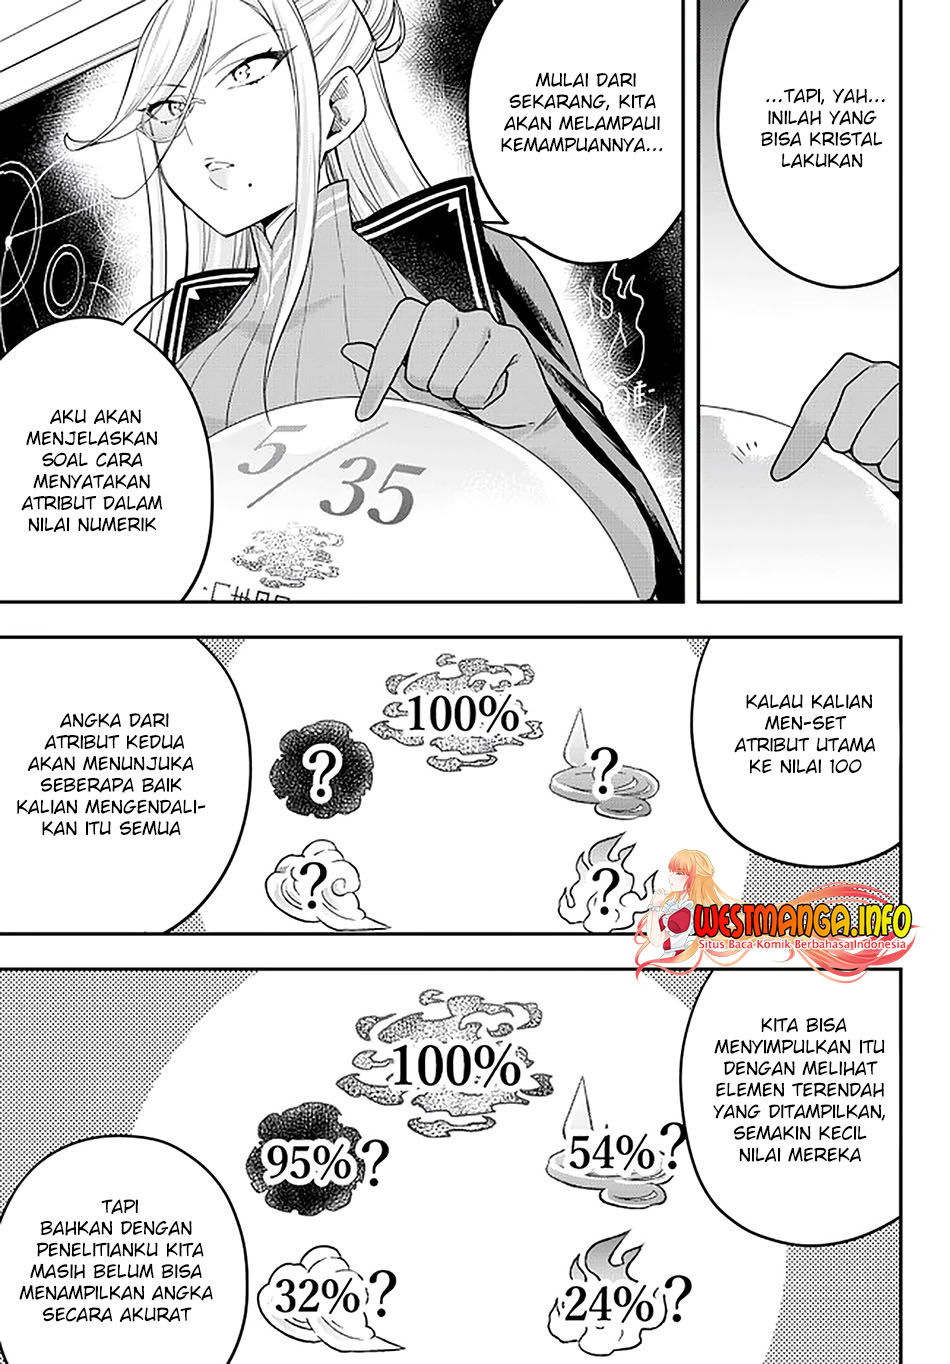 ...TAPI, YAH...
INILAH YANG
BISA KRISTAL
LAKUKAN
MULAI DARI
SEKARANG, KITA
AKAN MELAMPAUI
KEMAMPUANNYA...
AKU AKAN
MENJELASKAN
SOAL CARA
MENYATAKAN
ATRIBUT DALAM
NILAI NUMERIK
5/35
KALAU KALIAN
MEN-SET
ATRIBUT UTAMA
KE NILAI 100
100%
?
?
?
?
ANGKA DARI
ATRIBUT KEDUA
AKAN MENUNJUKA
SEBERAPA BAIK
KALIAN MENGENDALI-
KAN ITU SEMUA
WESTMANGA.INFO
Situs Baca Komik Berbahasa Indonesia
KITA BISA
MENYIMPULKAN ITU
DENGAN MELIHAT
ELEMEN TERENDAH
YANG DITAMPILKAN,
SEMAKIN KECIL
NILAI MEREKA
100%
95%?
54%?
32%?
24%?
TAPI
BAHKAN DENGAN
PENELITIANKU KITA
MASIH BELUM BISA
MENAMPILKAN ANGKA
SECARA AKURAT